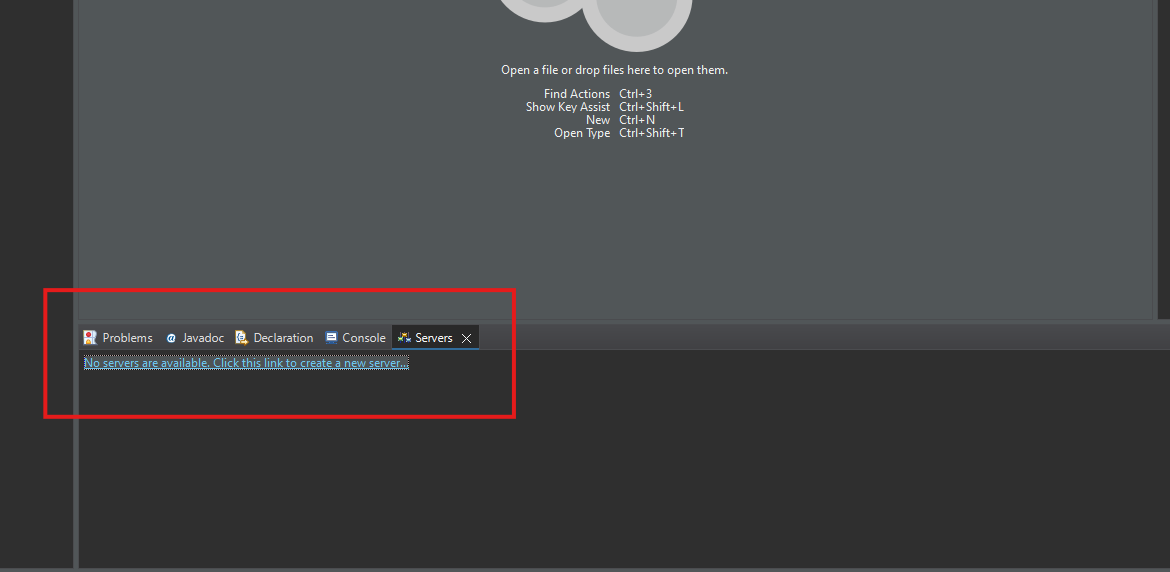 Open a file or drop files here to open them.
Find Actions Ctrl+3
Show Key Assist Ctrl+Shift+L
New Ctrl+N
Open Type Ctrl+Shift+T
Problems Javadoc Declaration Console Servers
No servers are available. Click this link to create a new server...